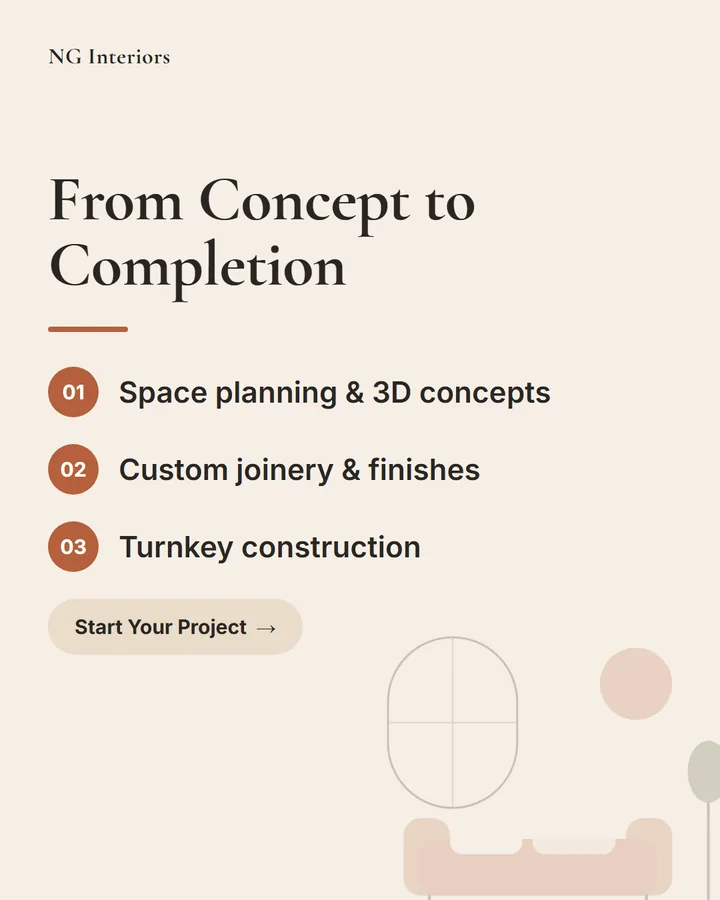 NG Interiors
From Concept to
Completion
01 Space planning & 3D concepts
02 Custom joinery & finishes
03 Turnkey construction
Start Your Project →